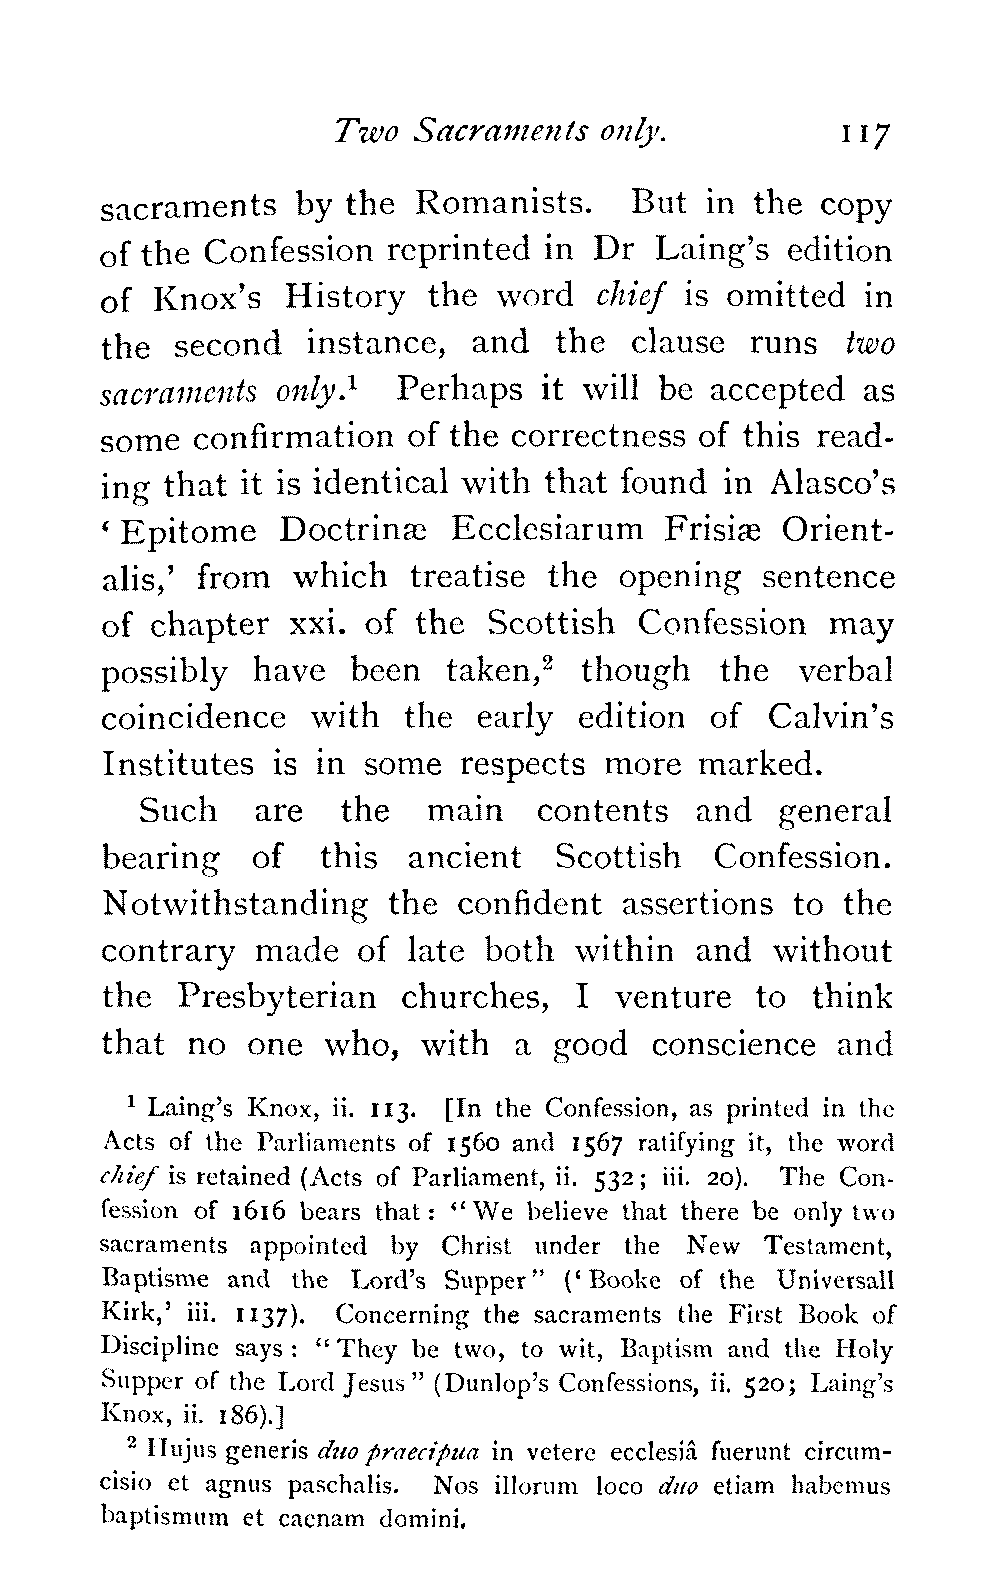 Two Sacraments only. 117
sacraments by the Romanists. But in the copy
of the Confession reprinted in Dr Laing's edition
of Knox's History the word chief is omitted in
the second instance, and the clause runs two
sacraments only.¹ Perhaps it will be accepted as
some confirmation of the correctness of this read-
ing that it is identical with that found in Alasco's
‘Epitome Doctrinæ Ecclesiarum Frisiæ Orient-
alis,’ from which treatise the opening sentence
of chapter xxi. of the Scottish Confession may
possibly have been taken,² though the verbal
coincidence with the early edition of Calvin's
Institutes is in some respects more marked.
Such are the main contents and general
bearing of this ancient Scottish Confession.
Notwithstanding the confident assertions to the
contrary made of late both within and without
the Presbyterian churches, I venture to think
that no one who, with a good conscience and
¹ Laing's Knox, ii. 113. [In the Confession, as printed in the
Acts of the Parliaments of 1560 and 1567 ratifying it, the word
chief is retained (Acts of Parliament, ii. 532; iii. 20). The Con-
fession of 1616 bears that: “We believe that there be only two
sacraments appointed by Christ under the New Testament,
Baptisme and the Lord's Supper” (‘Booke of the Universall
Kirk,’ iii. 1137). Concerning the sacraments the First Book of
Discipline says: “They be two, to wit, Baptism and the Holy
Supper of the Lord Jesus” (Dunlop's Confessions, ii. 520; Laing's
Knox, ii. 186).]
² Hujus generis duo praecipua in vetere ecclesiâ fuerunt circum-
cisio et agnus paschalis. Nos illorum loco duo etiam habemus
baptismum et caenam domini.